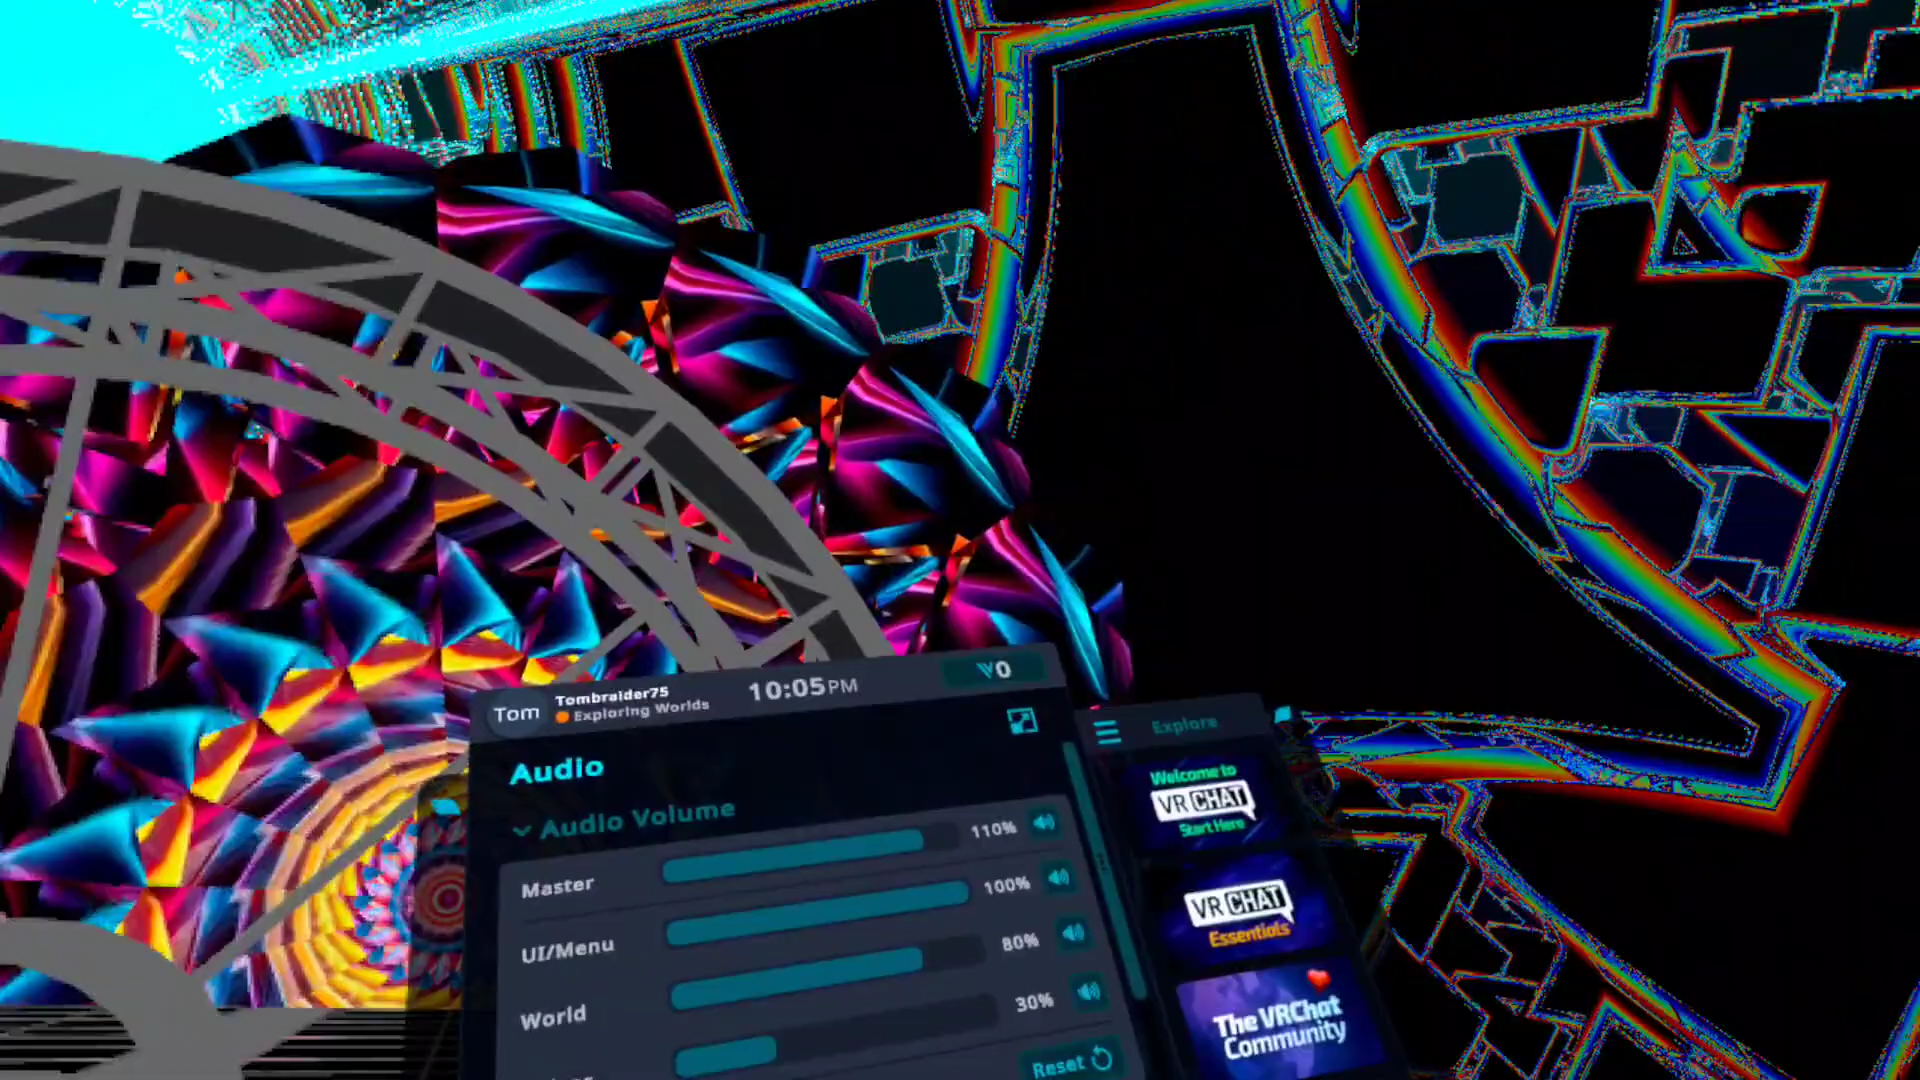 Tom
Tombraider75
Exploring Worlds
10:05PM
0
Audio
Audio Volume
Master
110%
UI/Menu
100%
World
80%
30%
Reset
Explore
Welcome to
VRCHAT
Start Here
VRCHAT
Essentials
The VRChat
Community